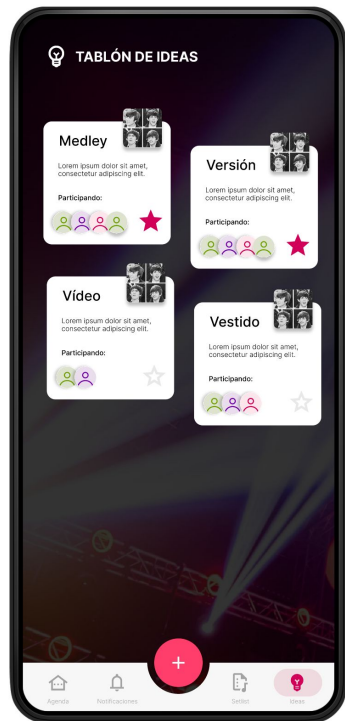 TABLÓN DE IDEAS
Medley
Lorem ipsum dolor sit amet,
consectetur adipiscing elit.
Participando:
Versión
Lorem ipsum dolor sit amet,
consectetur adipiscing elit.
Participando:
Vídeo
Lorem ipsum dolor sit amet,
consectetur adipiscing elit.
Participando:
Vestido
Lorem ipsum dolor sit amet,
consectetur adipiscing elit.
Participando:
+
Agenda
Notificaciones
Setlist
Ideas